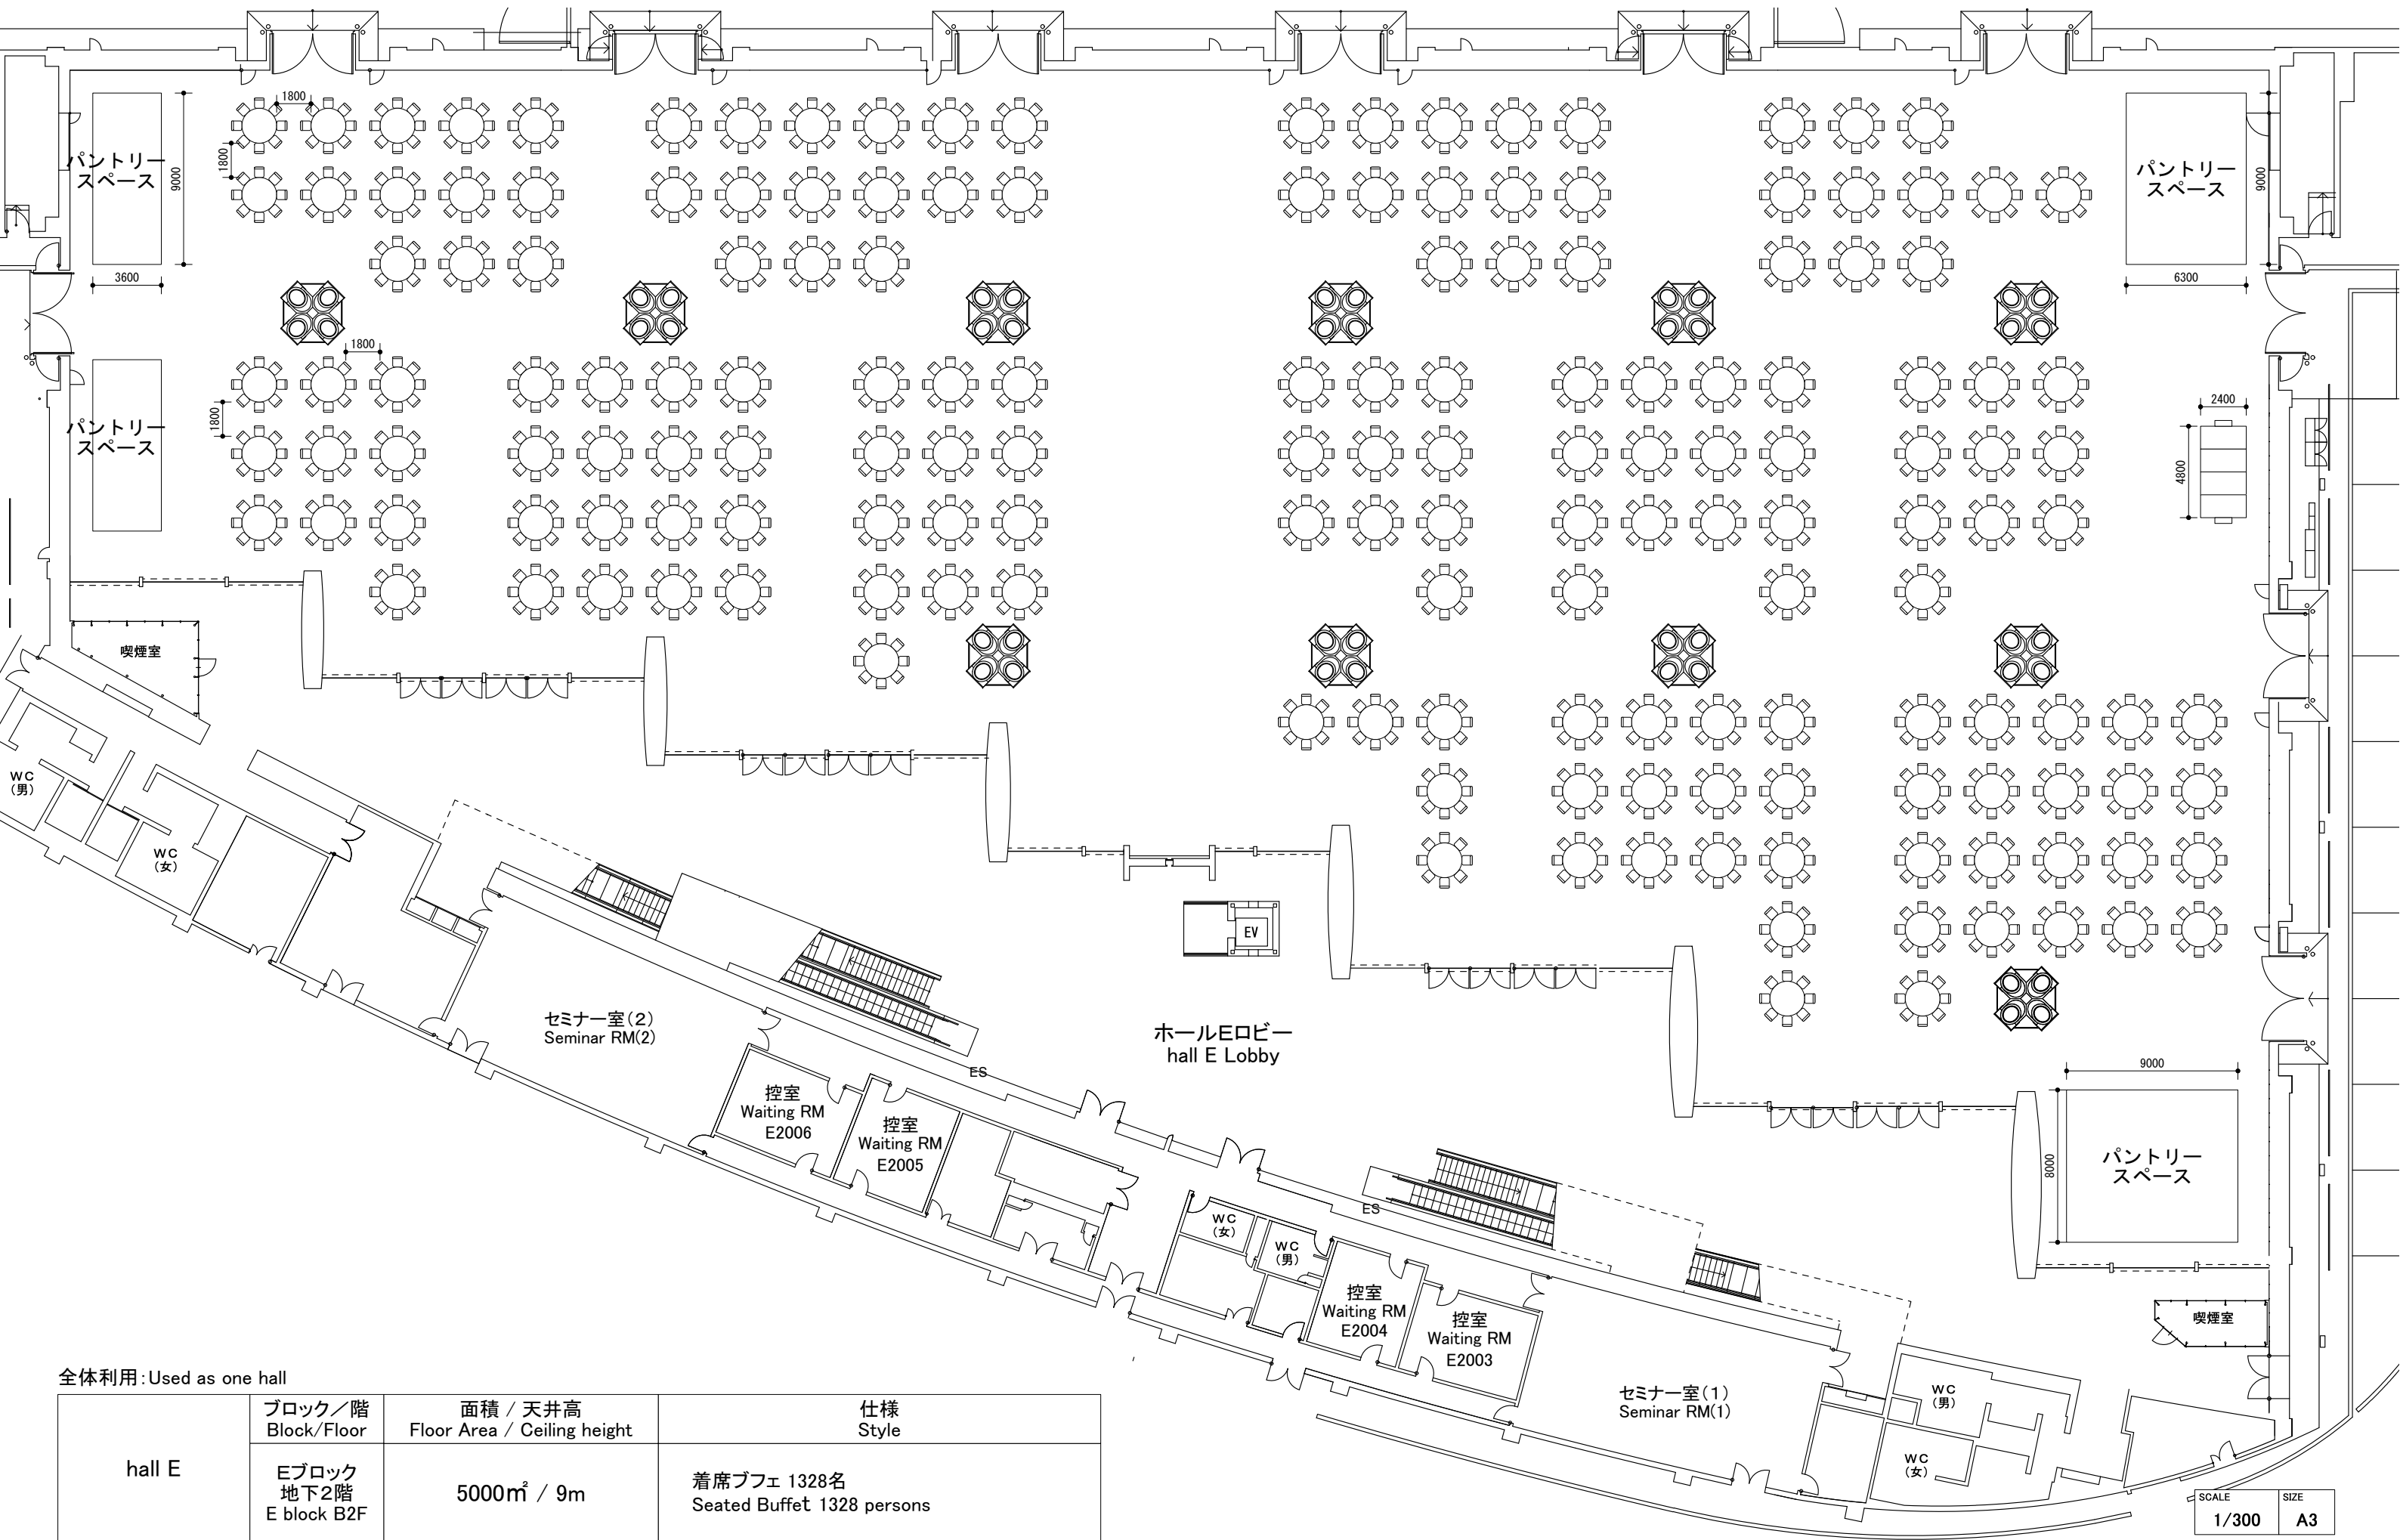 1800
1800
9000
パントリー
スペース
3600
パントリー
スペース
9000
6300
1800
1800
パントリー
スペース
2400
4800
喫煙室
WC
(男)
WC
(女)
EV
セミナー室(2)
Seminar RM(2)
ホールEロビー
hall E Lobby
ES
控室
Waiting RM
E2006
控室
Waiting RM
E2005
9000
8000
パントリー
スペース
ES
WC
(女)
WC
(男)
控室
Waiting RM
E2004
控室
Waiting RM
E2003
喫煙室
セミナー室(1)
Seminar RM(1)
WC
(男)
WC
(女)
全体利用:Used as one hall
ブロック/階
Block/Floor
面積 / 天井高
Floor Area / Ceiling height
仕様
Style
hall E
Eブロック
地下2階
E block B2F
5000㎡ / 9m
着席ブフェ 1328名
Seated Buffet 1328 persons
SCALE
1/300
SIZE
A3